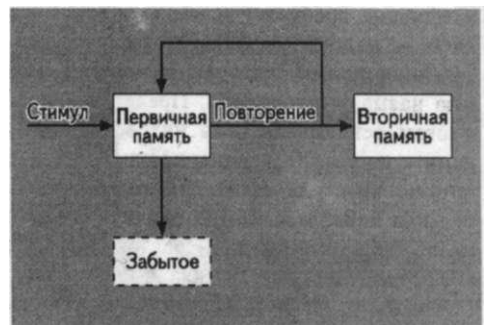 Стимул
Первичная
память
Повторение
Вторичная
память
Забытое